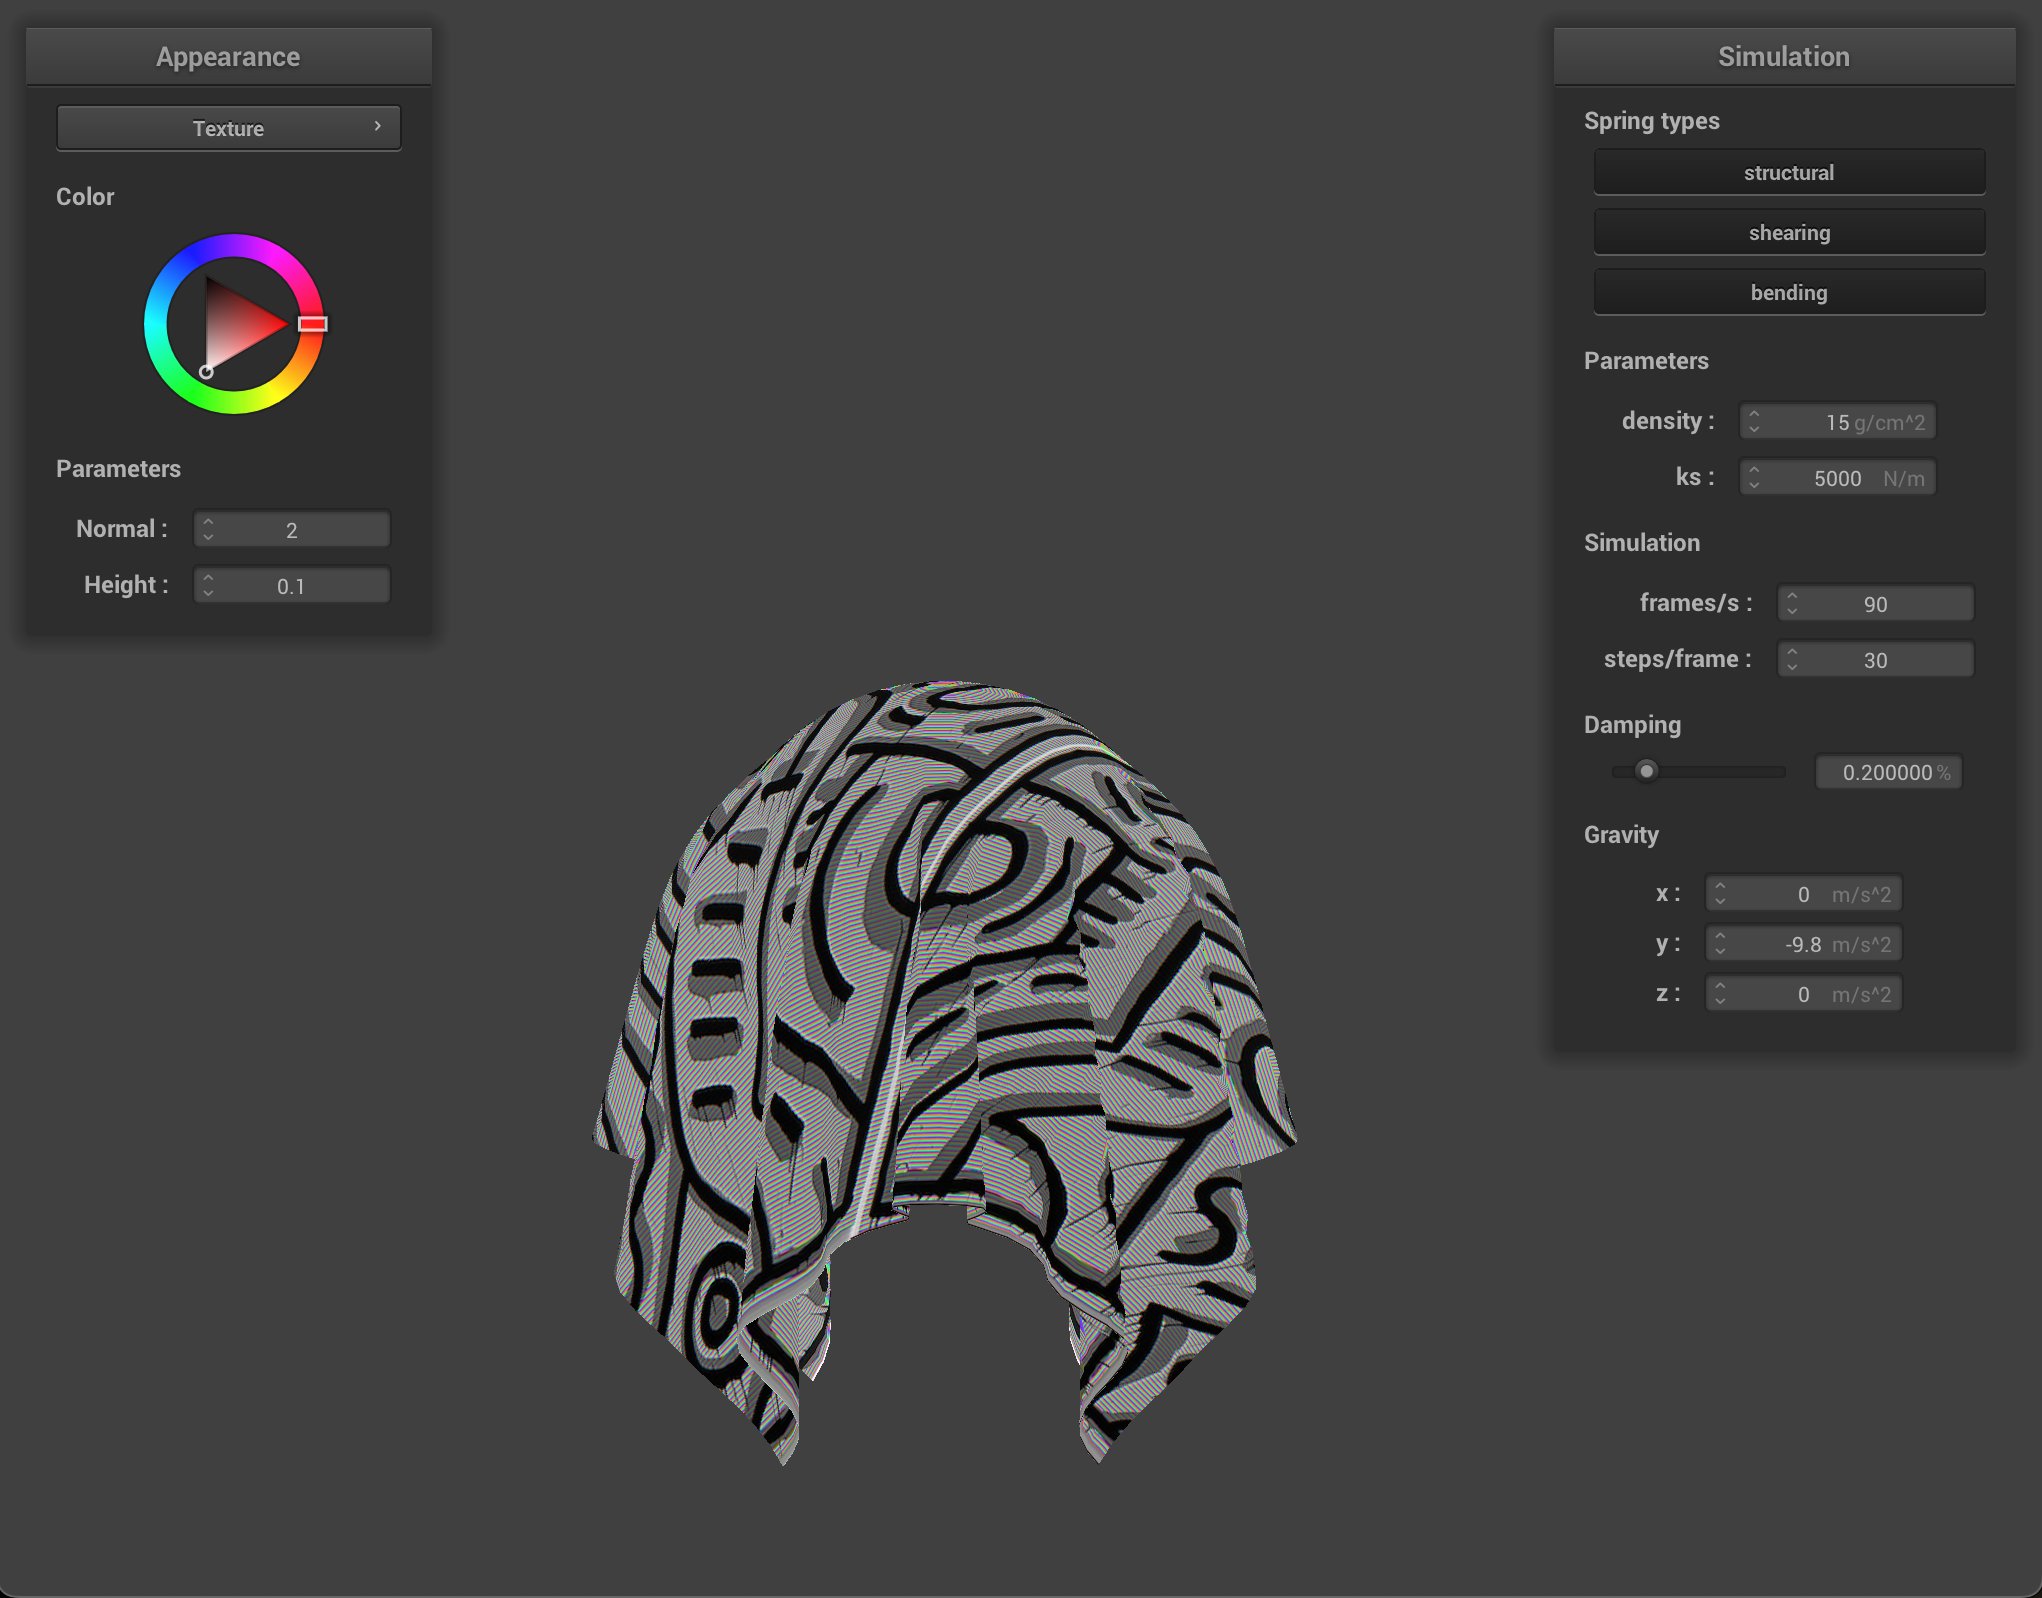 Appearance
Texture
Color
Parameters
Normal : 2
Height : 0.1
Simulation
Spring types
structural
shearing
bending
Parameters
density : 15 g/cm^2
ks : 5000 N/m
Simulation
frames/s : 90
steps/frame : 30
Damping
0.200000 %
Gravity
x : 0 m/s^2
y : -9.8 m/s^2
z : 0 m/s^2